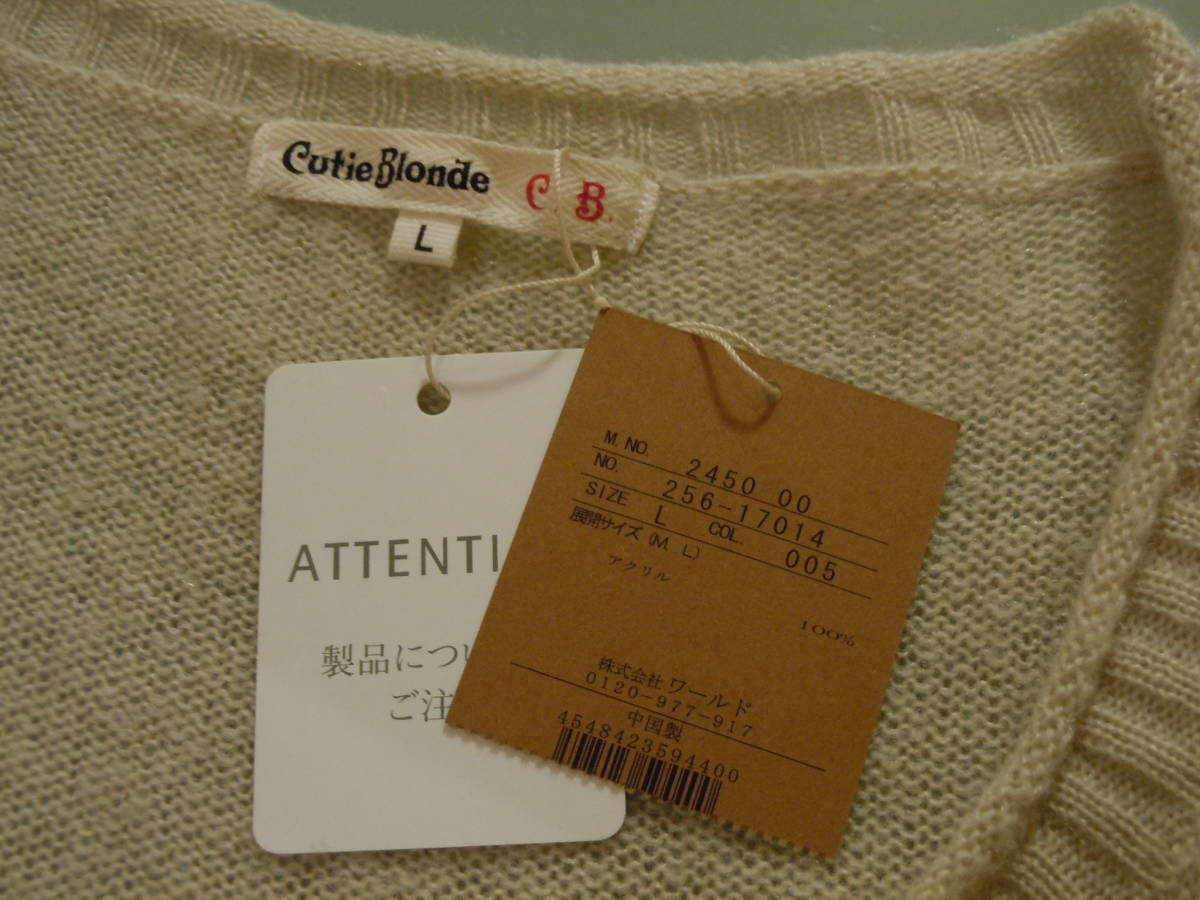 Cutie Blonde C B
L
ATTENTI
製品につい
ご注
M. NO. 2450 00
NO. 256-17014
SIZE L COL. 005
展開サイズ (M L)
アクリル 100%
株式会社 ワールド
0120-977-917
中国製
4548423594400